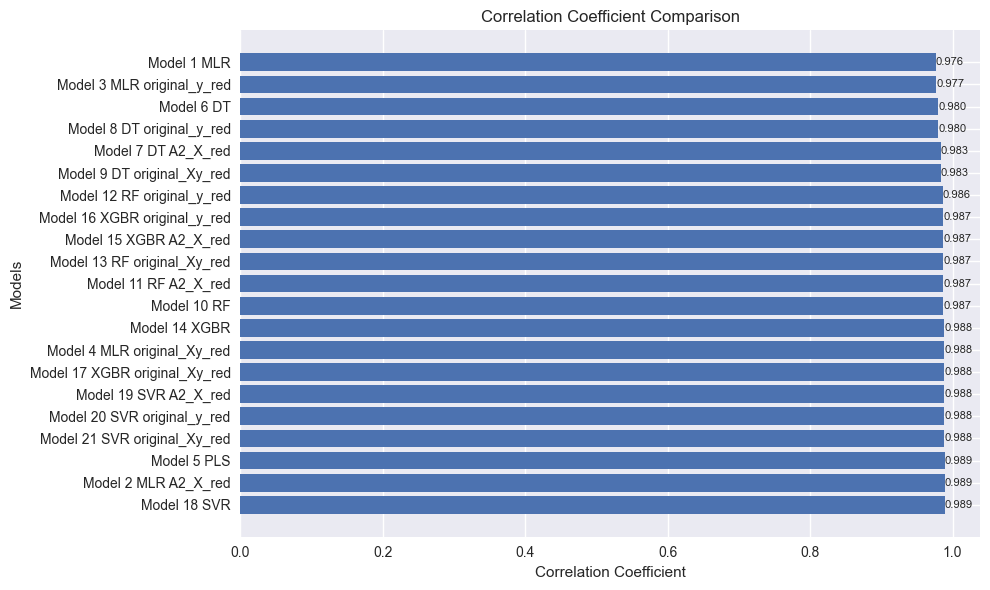 Correlation Coefficient Comparison
Model 1 MLR 0.976
Model 3 MLR original_y_red 0.977
Model 6 DT 0.980
Model 8 DT original_y_red 0.980
Model 7 DT A2_X_red 0.983
Model 9 DT original_Xy_red 0.983
Model 12 RF original_y_red 0.986
Model 16 XGBR original_y_red 0.987
Model 15 XGBR A2_X_red 0.987
Model 13 RF original_Xy_red 0.987
Model 11 RF A2_X_red 0.987
Model 10 RF 0.987
Model 14 XGBR 0.988
Model 4 MLR original_Xy_red 0.988
Model 17 XGBR original_Xy_red 0.988
Model 19 SVR A2_X_red 0.988
Model 20 SVR original_y_red 0.988
Model 21 SVR original_Xy_red 0.988
Model 5 PLS 0.989
Model 2 MLR A2_X_red 0.989
Model 18 SVR 0.989
Models
0.0 0.2 0.4 0.6 0.8 1.0
Correlation Coefficient